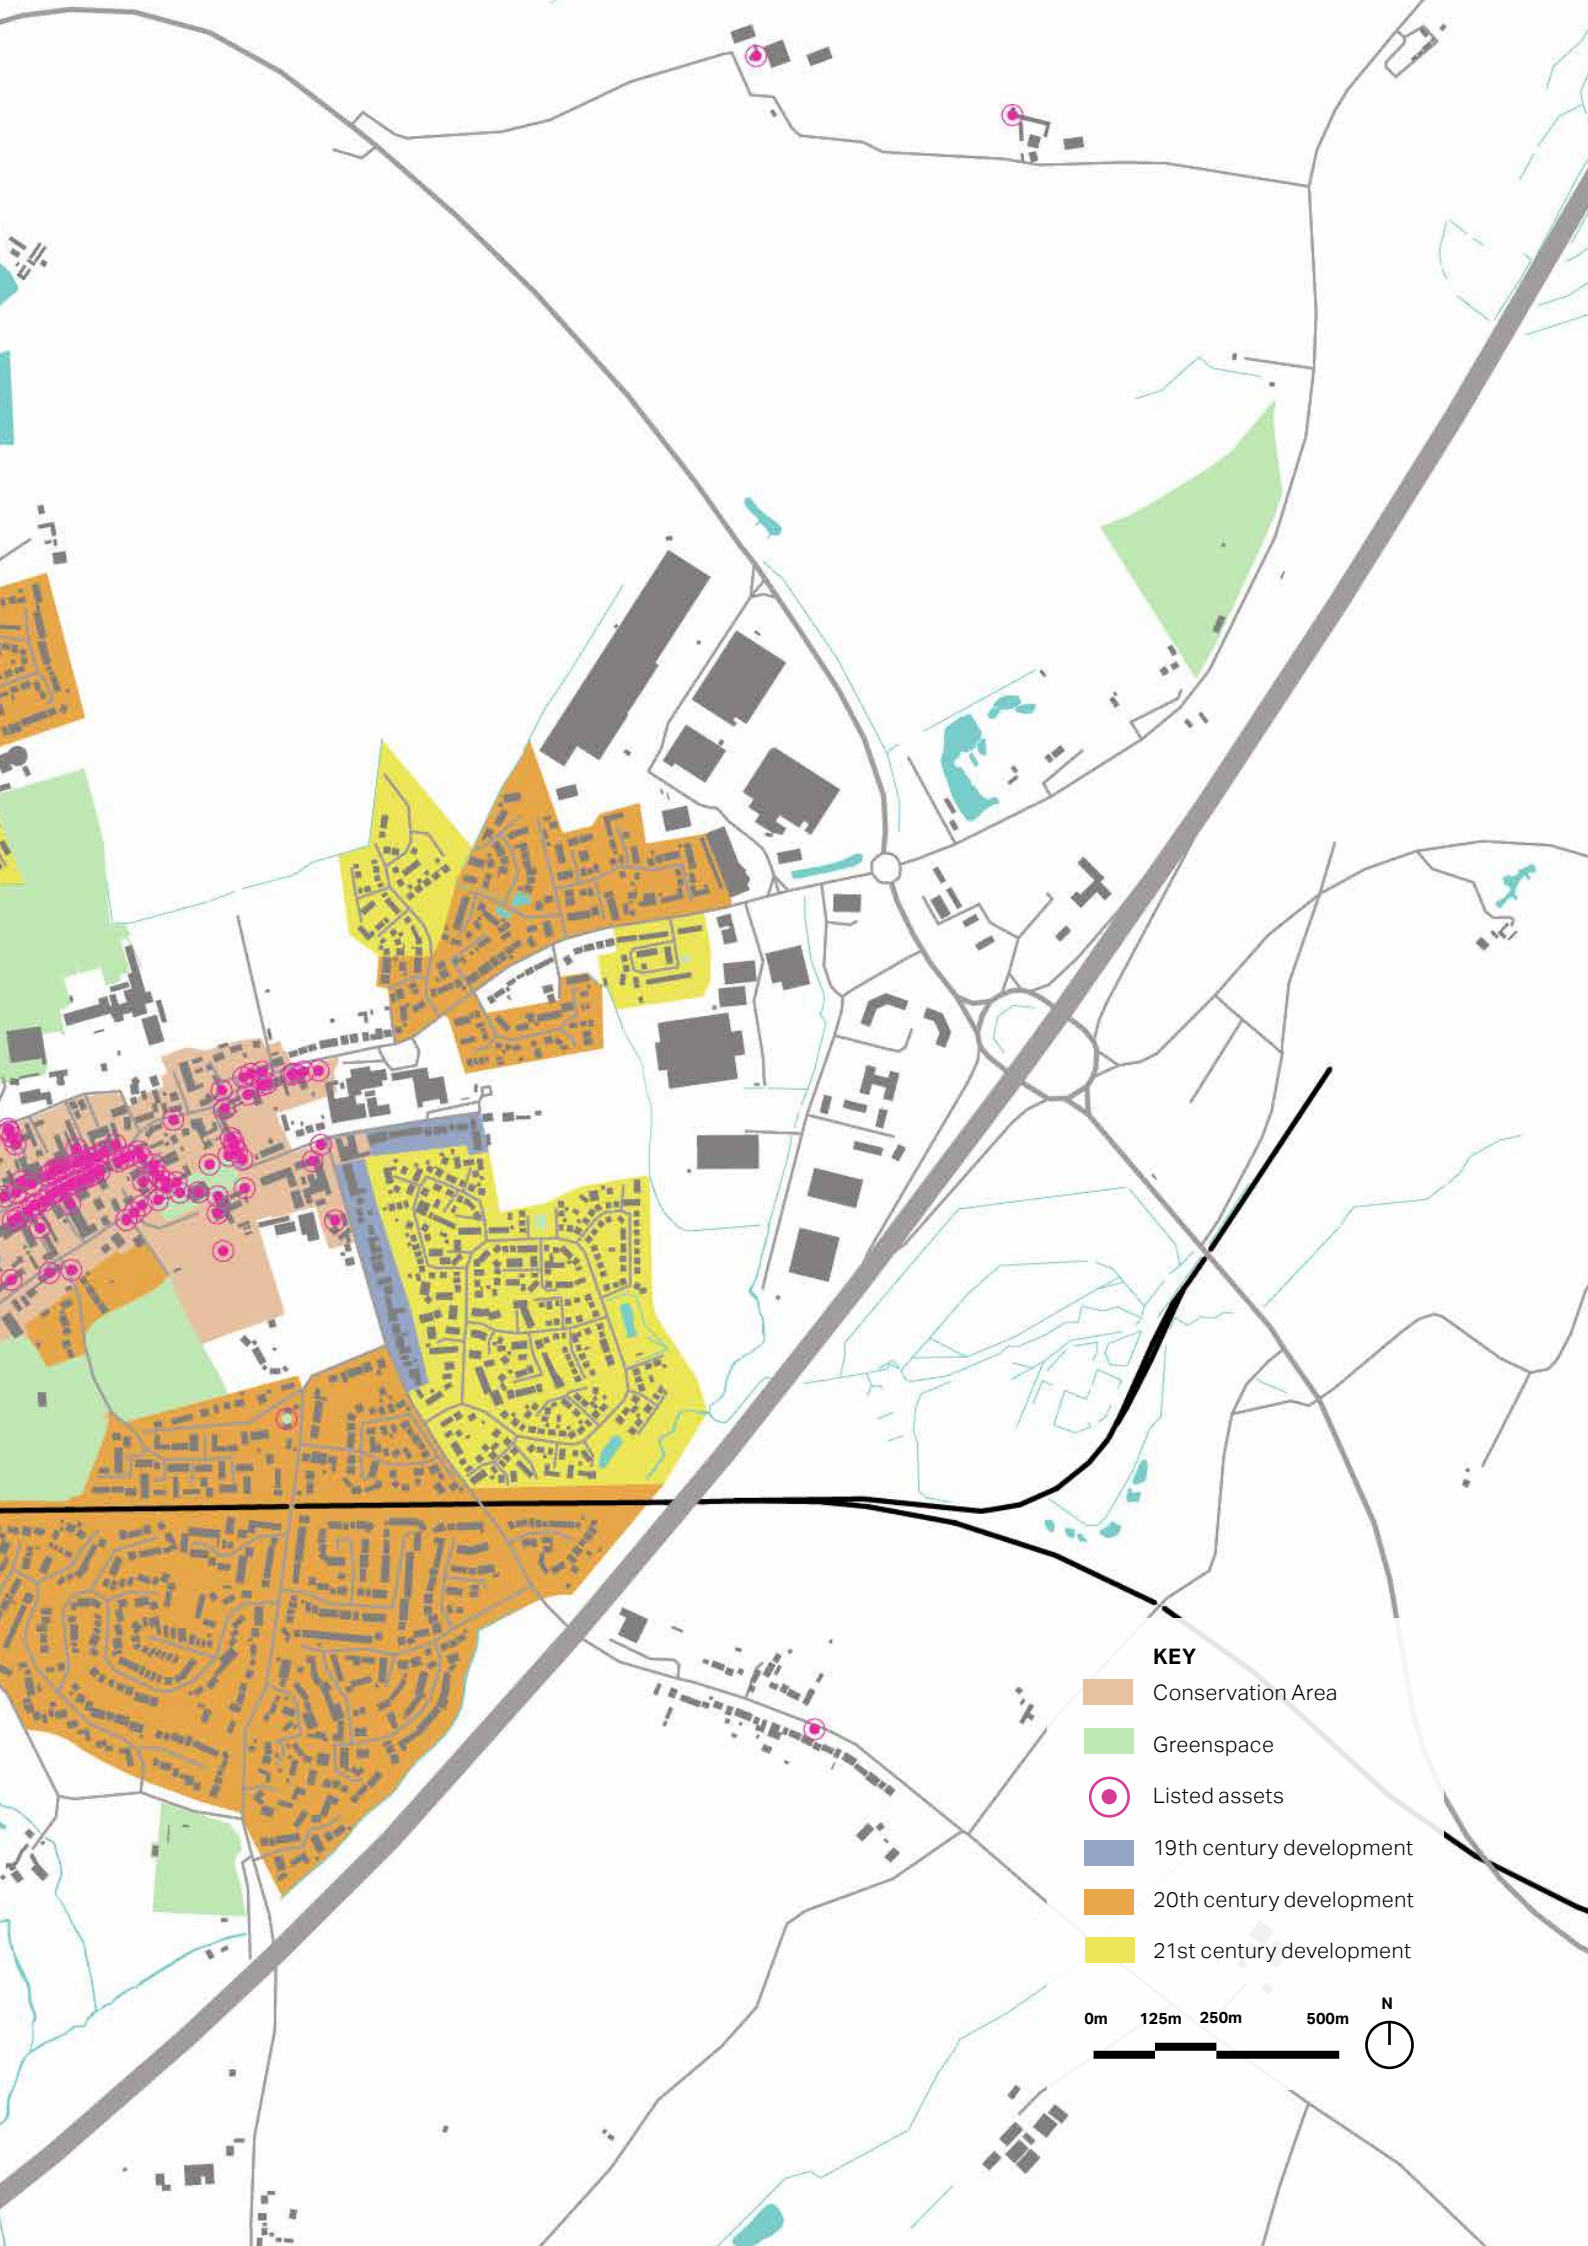 KEY
Conservation Area
Greenspace
Listed assets
19th century development
20th century development
21st century development
0m 125m 250m 500m N